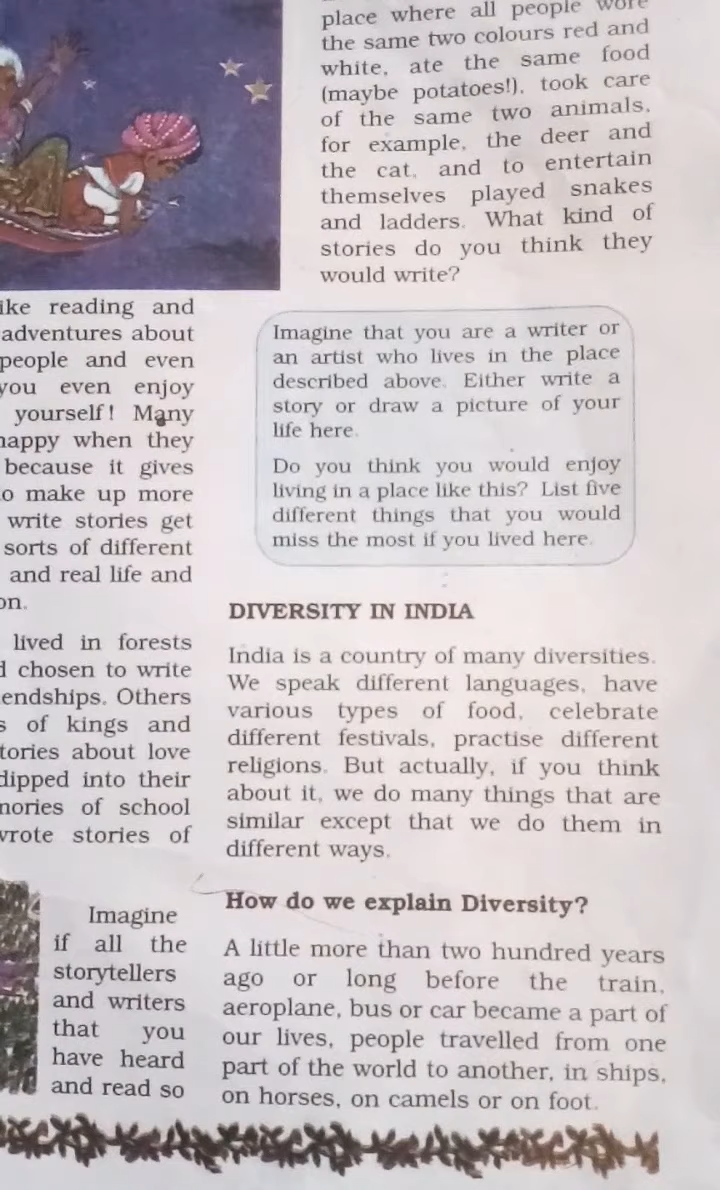 ike reading and
adventures about
people and even
you even enjoy
yourself! Many
happy when they
because it gives
o make up more
write stories get
sorts of different
and real life and
on.
lived in forests
d chosen to write
endships. Others
s of kings and
tories about love
dipped into their
mories of school
wrote stories of
Imagine
if all the
storytellers
and writers
that you
have heard
and read so
place where all people wore
the same two colours red and
white, ate the same food
(maybe potatoes!), took care
of the same two animals,
for example, the deer and
the cat, and to entertain
themselves played snakes
and ladders. What kind of
stories do you think they
would write?
Imagine that you are a writer or
an artist who lives in the place
described above. Either write a
story or draw a picture of your
life here.
Do you think you would enjoy
living in a place like this? List five
different things that you would
miss the most if you lived here.
DIVERSITY IN INDIA
India is a country of many diversities.
We speak different languages, have
various types of food, celebrate
different festivals, practise different
religions. But actually, if you think
about it, we do many things that are
similar except that we do them in
different ways.
How do we explain Diversity?
A little more than two hundred years
ago or long before the train,
aeroplane, bus or car became a part of
our lives, people travelled from one
part of the world to another, in ships,
on horses, on camels or on foot.